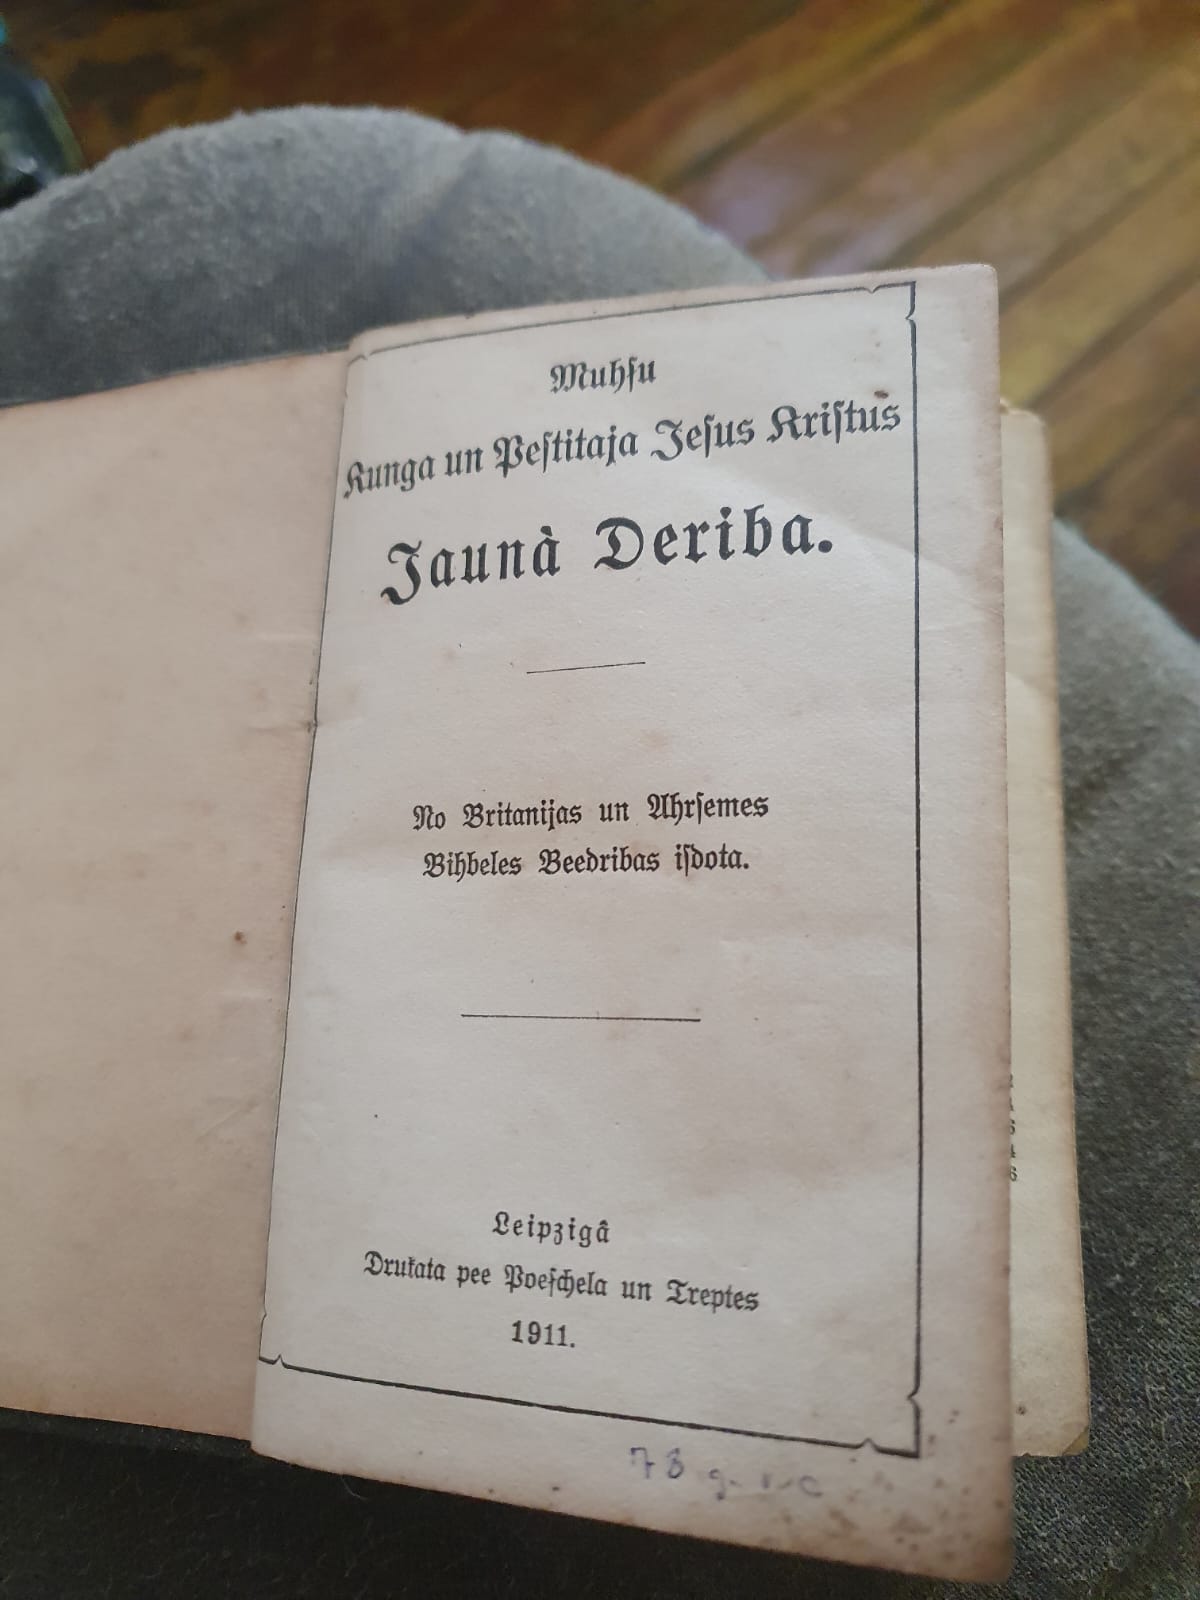 Muhſu
Kunga un Peſtitaja Jeſus Kriſtus
Jaunà Deriba.
No Britanijas un Ahrſemes
Bihbeles Beedribas iſdota.
Leipzigâ
Drukata pee Poeſchela un Treptes
1911.
78 g.